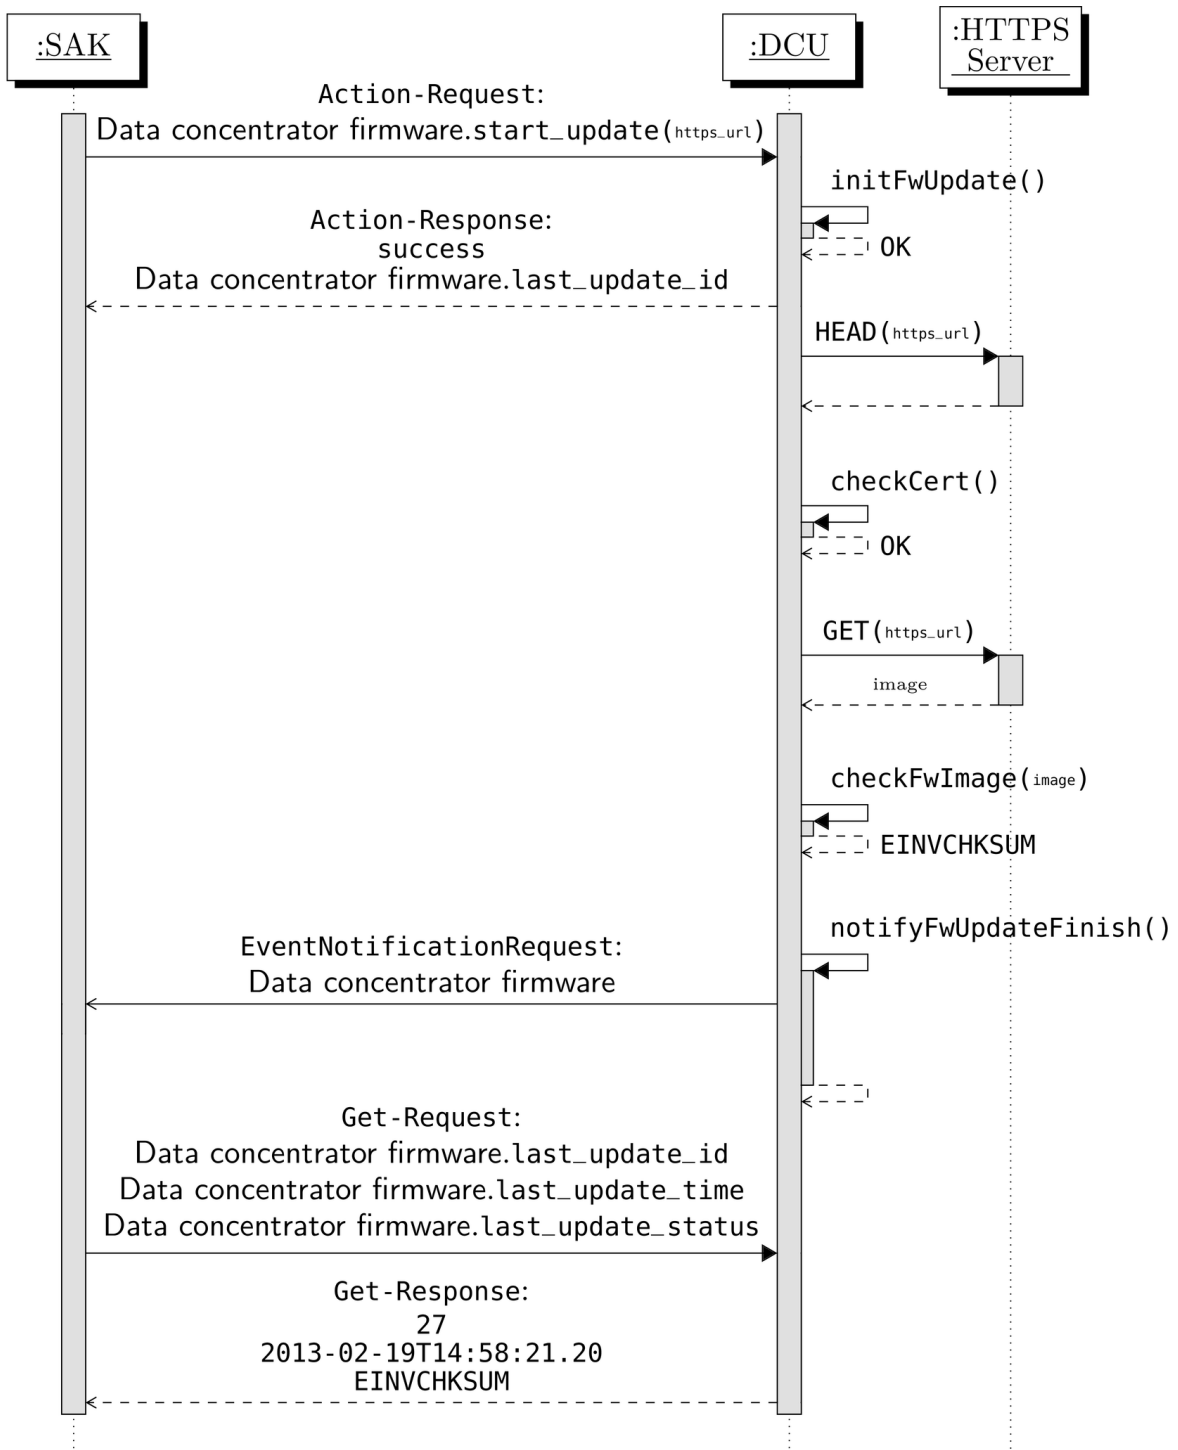 :SAK
:DCU
:HTTPS
Server
Action-Request:
Data concentrator firmware.start_update(https_url)
initFwUpdate()
Action-Response:
success
Data concentrator firmware.last_update_id
OK
HEAD(https_url)
checkCert()
OK
GET(https_url)
image
checkFwImage(image)
EINVCHKSUM
notifyFwUpdateFinish()
EventNotificationRequest:
Data concentrator firmware
Get-Request:
Data concentrator firmware.last_update_id
Data concentrator firmware.last_update_time
Data concentrator firmware.last_update_status
Get-Response:
27
2013-02-19T14:58:21.20
EINVCHKSUM